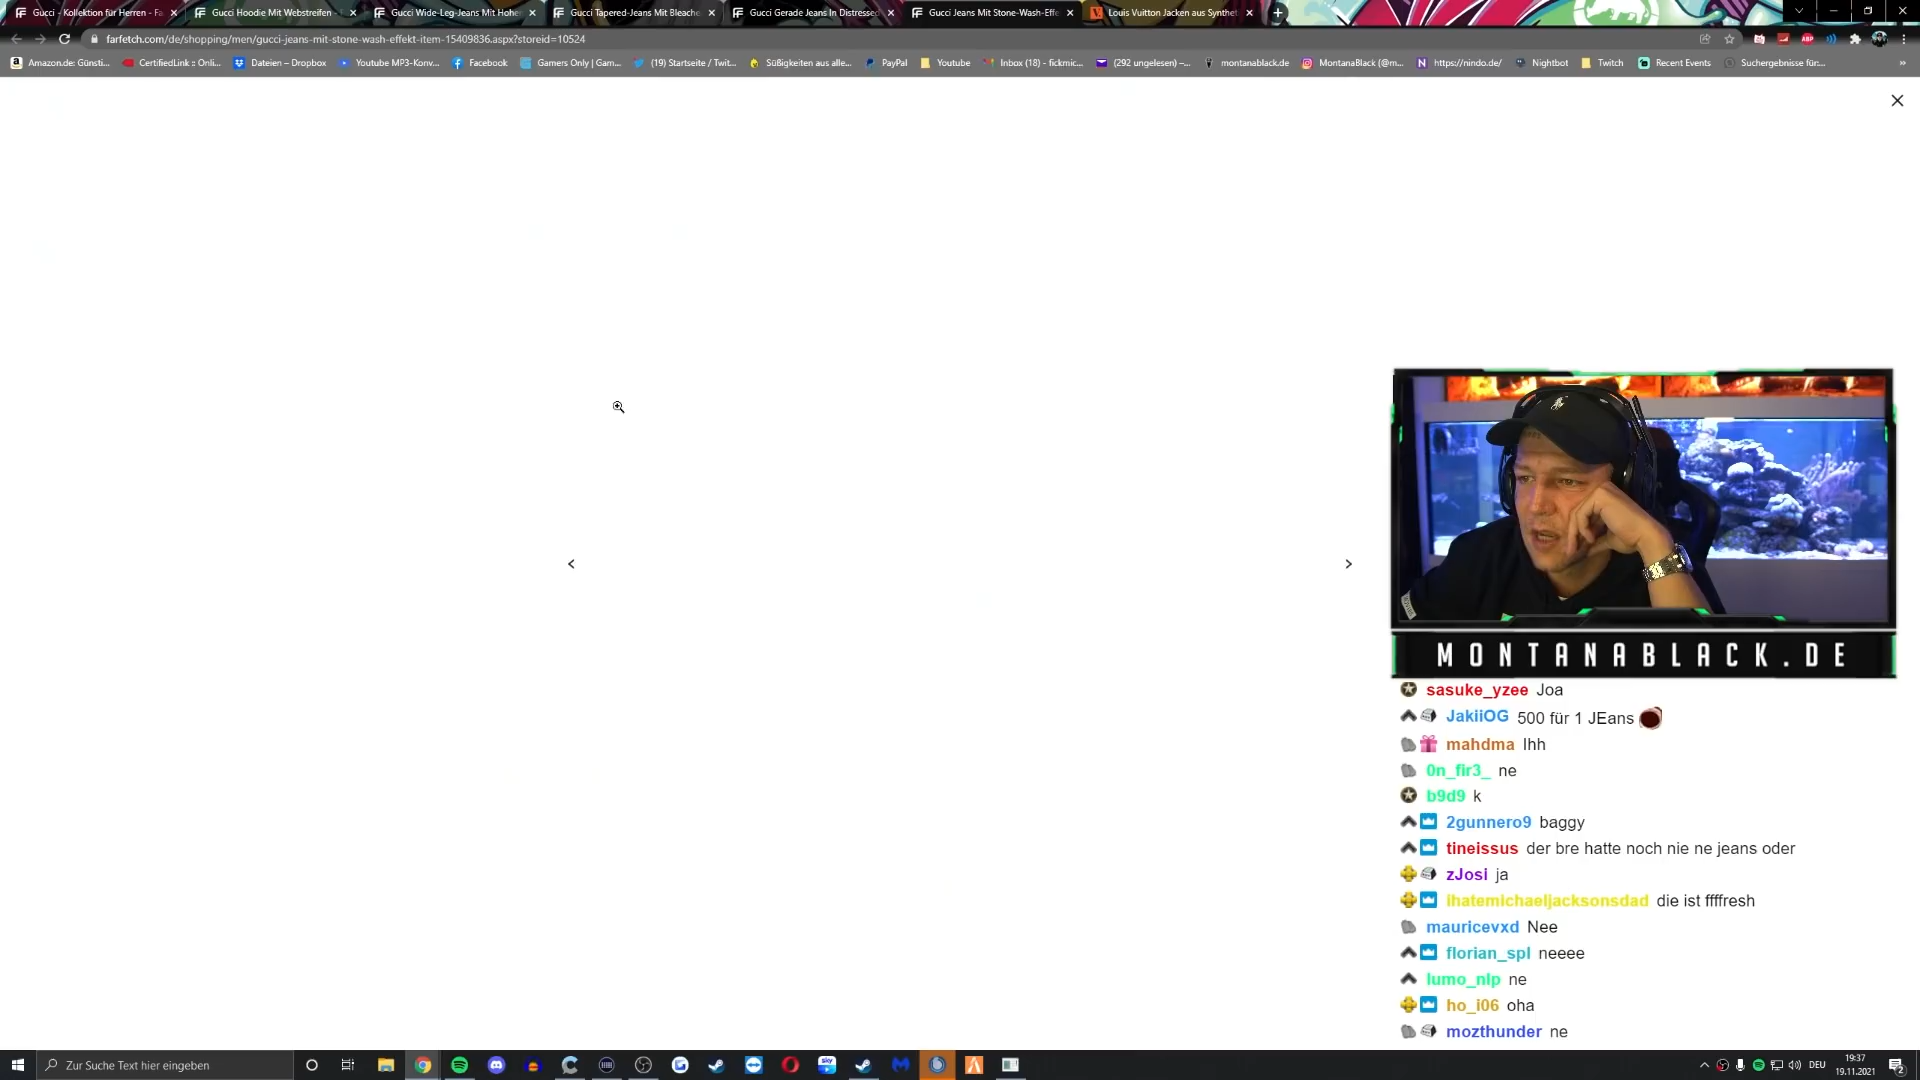 Gucci - Kollektion für Herren - Fa
Gucci Hoodie Mit Webstreifen -
Gucci Wide-Leg-Jeans Mit Hohe
Gucci Tapered-Jeans Mit Bleache
Gucci Gerade Jeans In Distressed
Gucci Jeans Mit Stone-Wash-Effe
Louis Vuitton Jacken aus Synthet
farfetch.com/de/shopping/men/gucci-jeans-mit-stone-wash-effekt-item-15409836.aspx?storeid=10524
Amazon.de: Günsti...
CertifiedLink :: Onli...
Dateien – Dropbox
Youtube MP3-Konv...
Facebook
Gamers Only | Gam...
(19) Startseite / Twit...
Süßigkeiten aus alle...
PayPal
Youtube
Inbox (18) - fickmic...
(292 ungelesen) –...
montanablack.de
MontanaBlack (@m...
https://nindo.de/
Nightbot
Twitch
Recent Events
Suchergebnisse für:...
MONTANABLACK.DE
sasuke_yzee Joa
JakiiOG 500 für 1 JEans
mahdma Ihh
0n_fir3_ ne
b9d9 k
2gunnero9 baggy
tineissus der bre hatte noch nie ne jeans oder
zJosi ja
ihatemichaeljacksonsdad die ist ffffresh
mauricevxd Nee
florian_spl neeee
lumo_nlp ne
ho_i06 oha
mozthunder ne
Zur Suche Text hier eingeben
DEU
19:37
19.11.2021